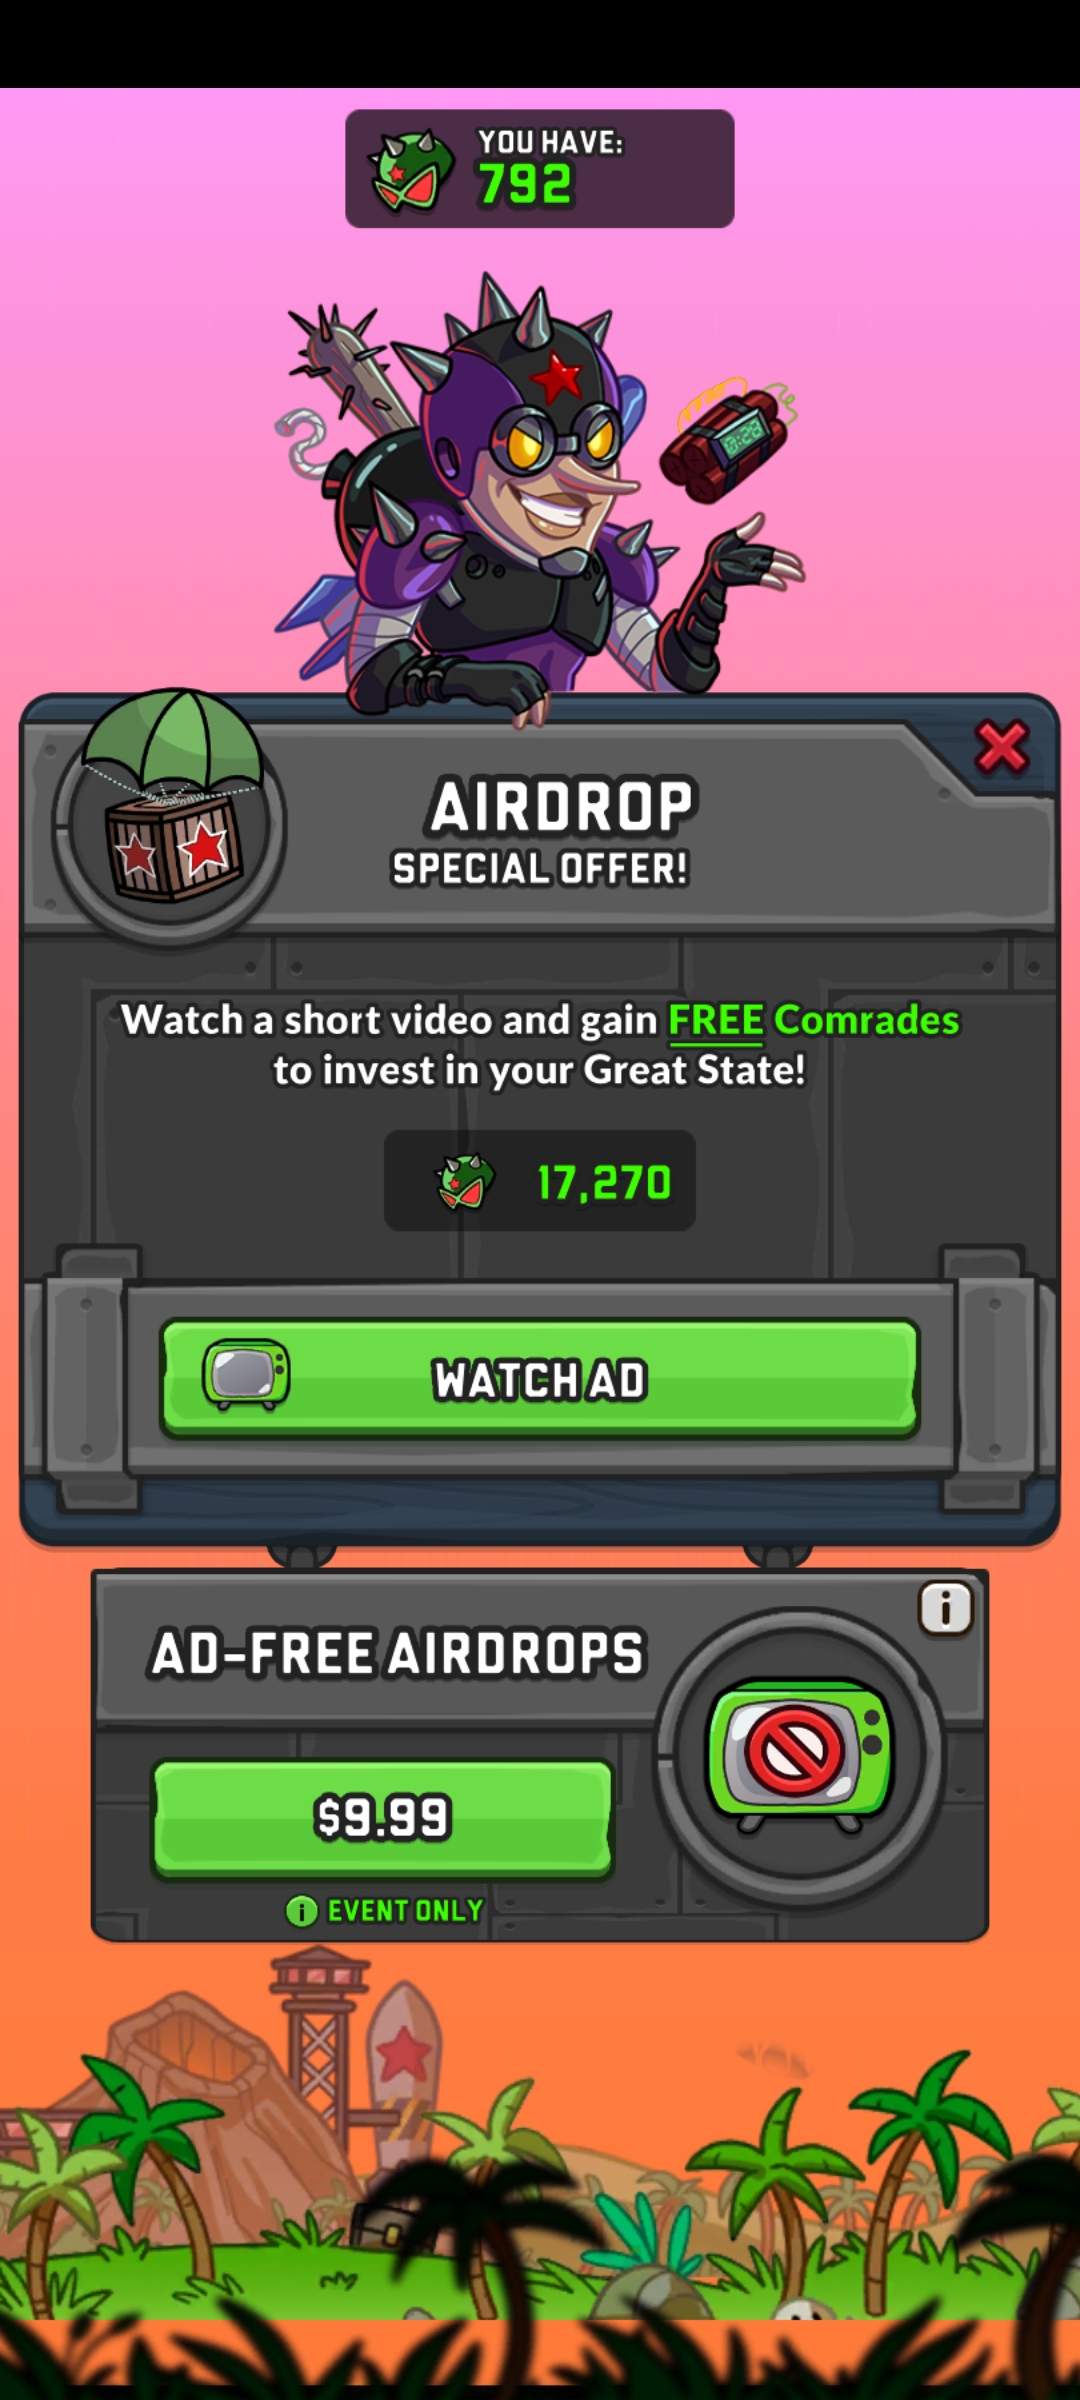 YOU HAVE:
792
0:28
AIRDROP
SPECIAL OFFER!
Watch a short video and gain FREE Comrades
to invest in your Great State!
17,270
WATCH AD
AD-FREE AIRDROPS
$9.99
EVENT ONLY